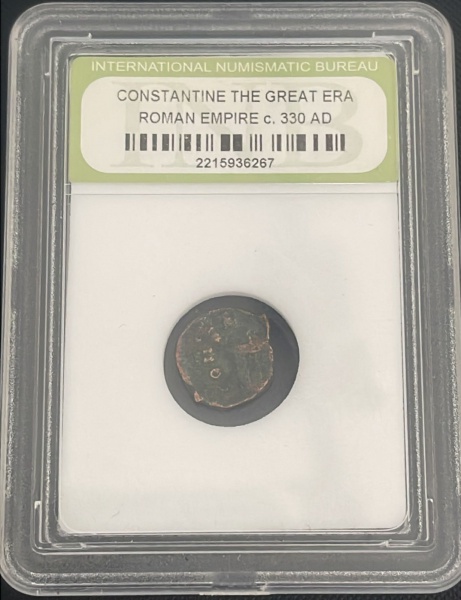 INTERNATIONAL NUMISMATIC BUREAU
CONSTANTINE THE GREAT ERA
ROMAN EMPIRE c. 330 AD
2215936267